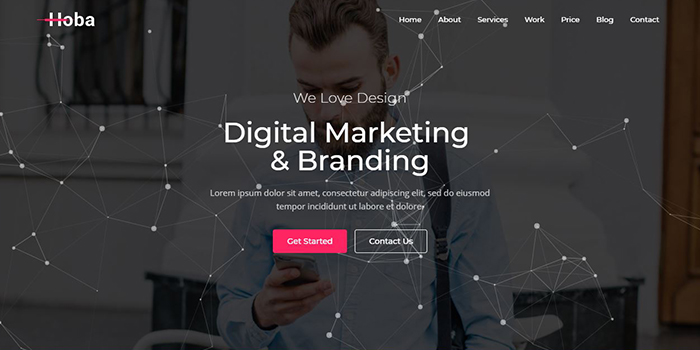 Hoba
Home About Services Work Price Blog Contact
We Love Design
Digital Marketing
& Branding
Lorem ipsum dolor sit amet, consectetur adipiscing elit, sed do eiusmod
tempor incididunt ut labore et dolore.
Get Started Contact Us